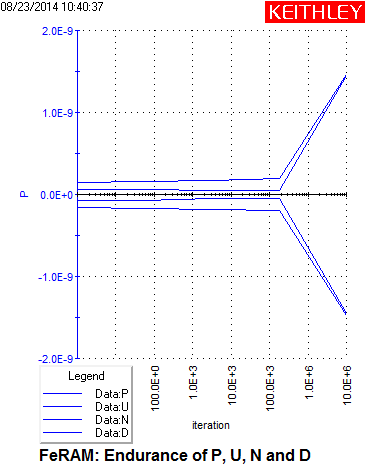 08/23/2014 10:40:37
KEITHLEY
2.0E-9
1.0E-9
0.0E+0
-1.0E-9
-2.0E-9
P
100.0E+0
1.0E+3
10.0E+3
100.0E+3
1.0E+6
10.0E+6
iteration
Legend
Data:P
Data:U
Data:N
Data:D
FeRAM: Endurance of P, U, N and D